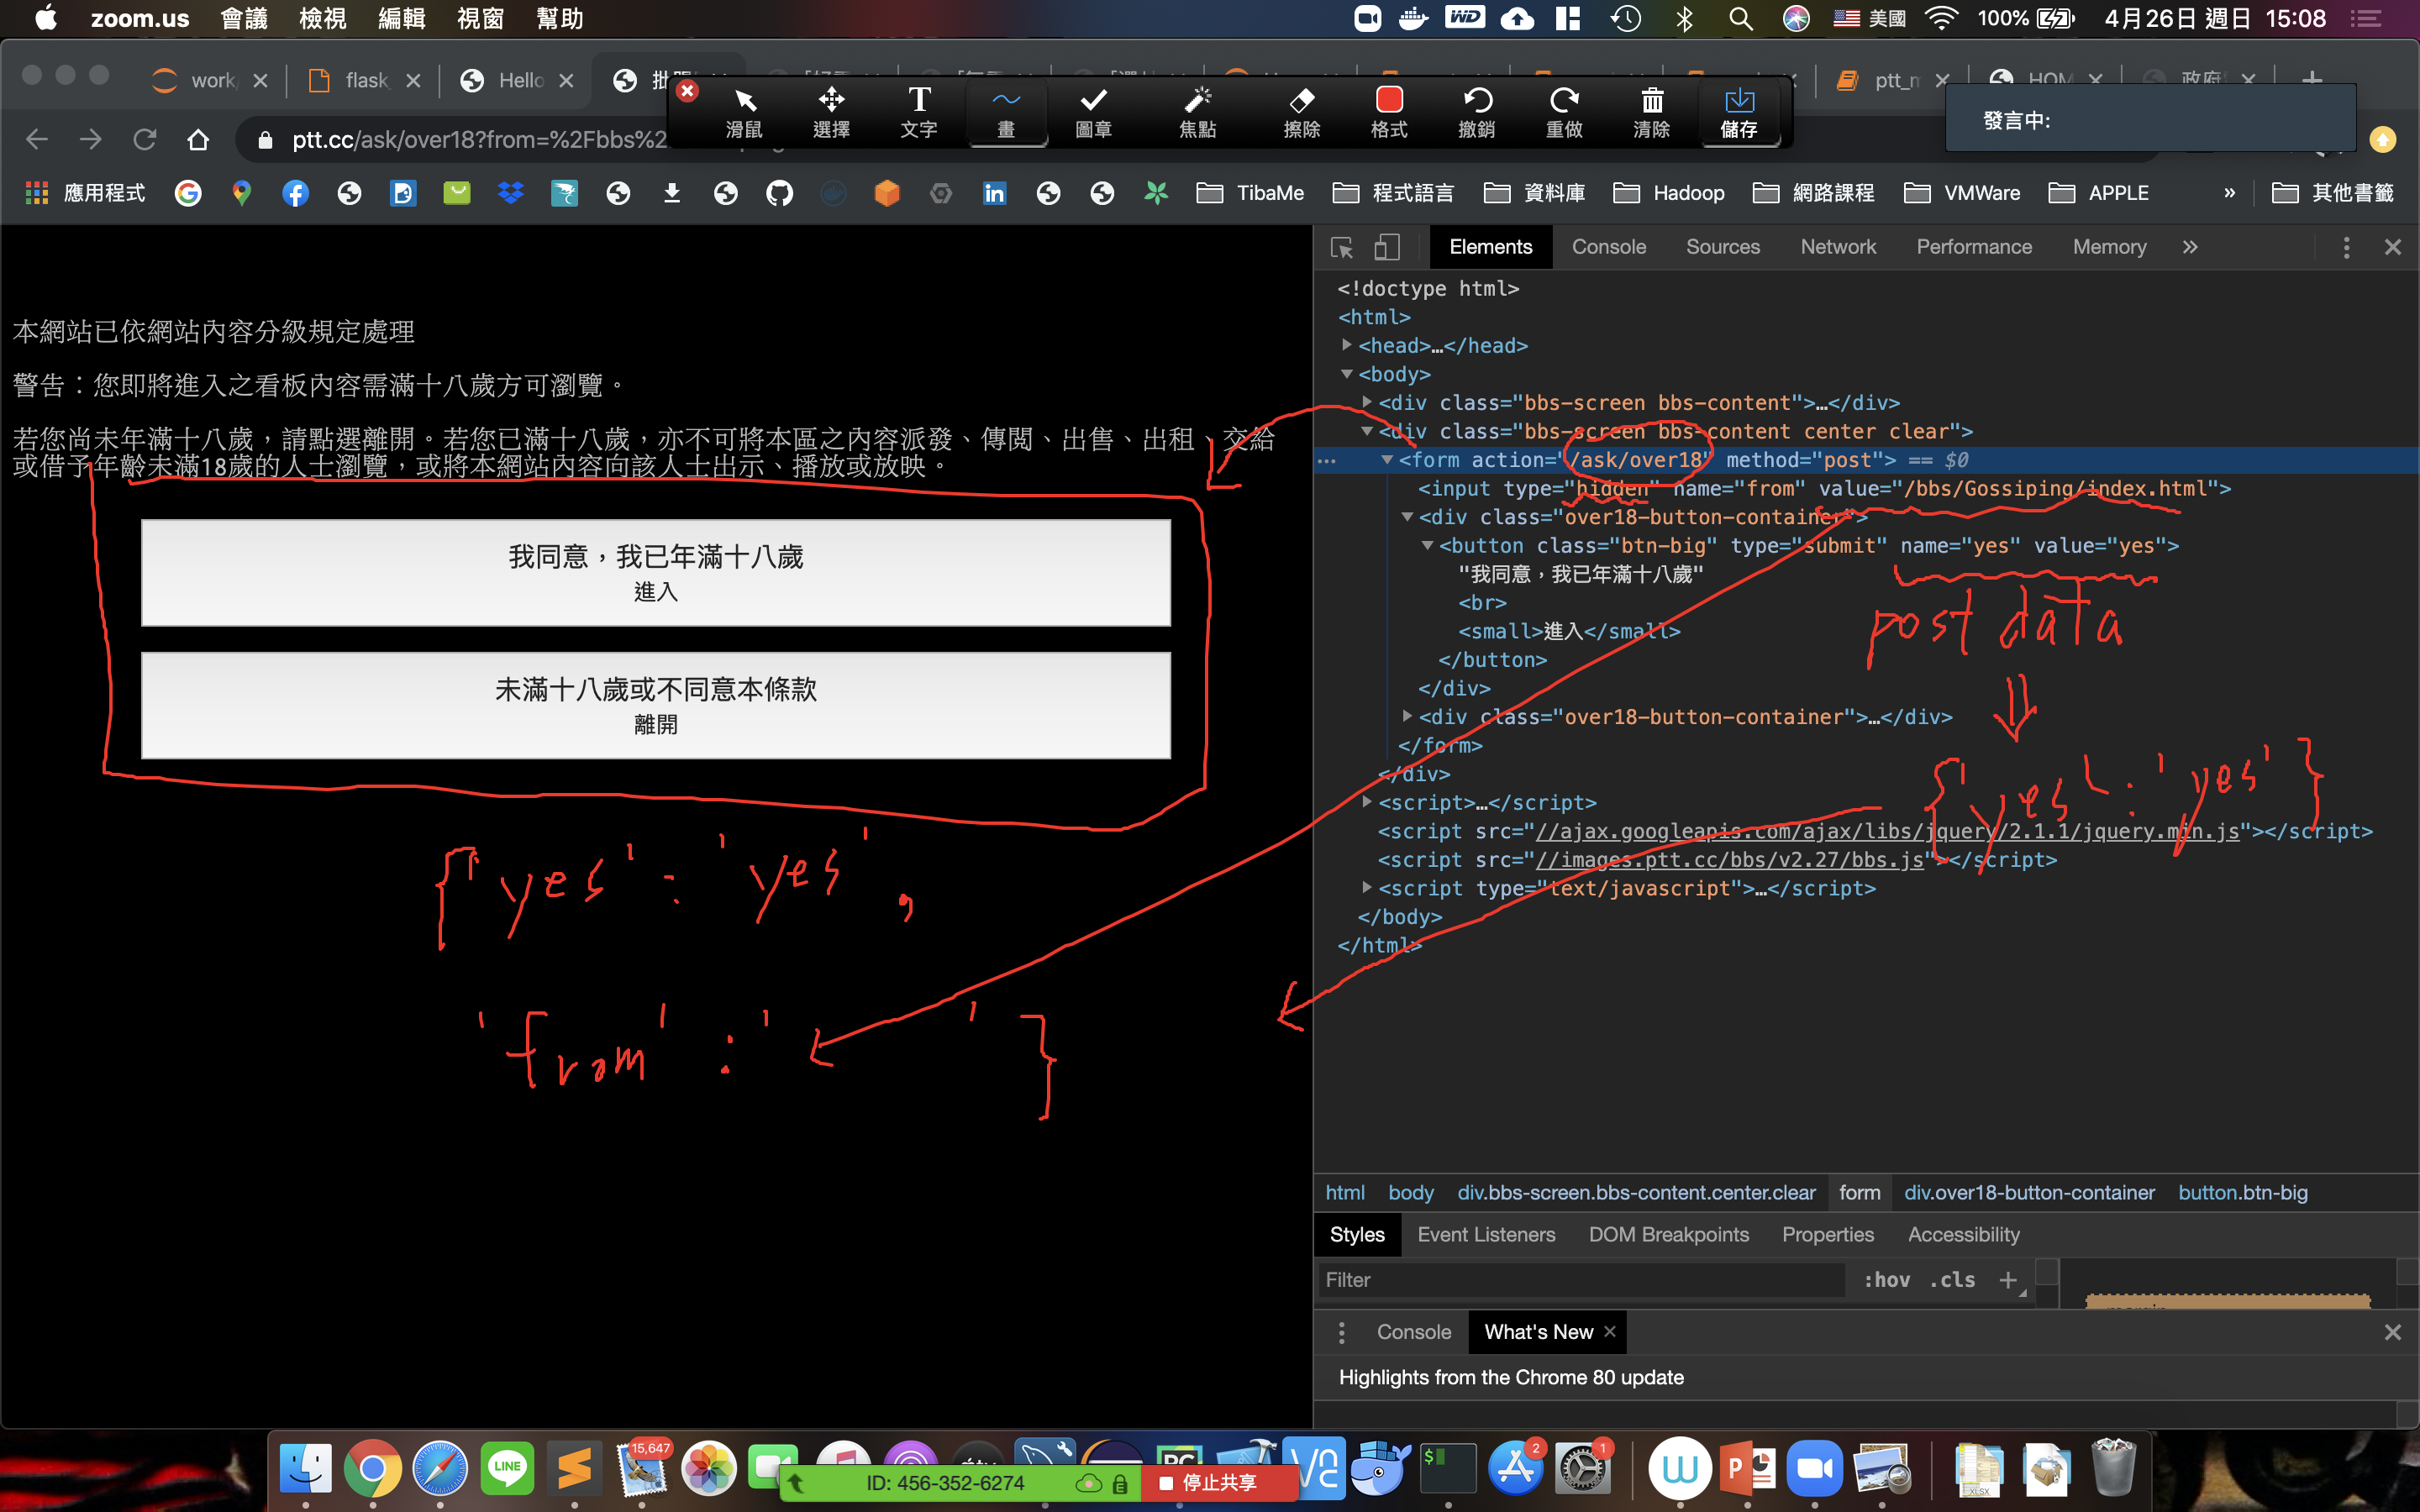 zoom.us 會議 檢視 編輯 視窗 幫助
WD 美國 100% 4月26日 週日 15:08
work flask Hello 批 ptt_m HOM 政府
滑鼠 選擇 文字 畫 圖章 焦點 擦除 格式 撤銷 重做 清除 儲存
發言中:
ptt.cc/ask/over18?from=%2Fbbs%2
應用程式 TibaMe 程式語言 資料庫 Hadoop 網路課程 VMWare APPLE » 其他書籤
本網站已依網站內容分級規定處理
警告：您即將進入之看板內容需滿十八歲方可瀏覽。
若您尚未年滿十八歲，請點選離開。若您已滿十八歲，亦不可將本區之內容派發、傳閱、出售、出租、交給
或借予年齡未滿18歲的人士瀏覽，或將本網站內容向該人士出示、播放或放映。
我同意，我已年滿十八歲
進入
未滿十八歲或不同意本條款
離開
{'yes':'yes',
'from':' '}
Elements Console Sources Network Performance Memory »
<!doctype html>
<html>
<head>…</head>
<body>
<div class="bbs-screen bbs-content">…</div>
<div class="bbs-screen bbs-content center clear">
<form action="/ask/over18" method="post"> == $0
<input type="hidden" name="from" value="/bbs/Gossiping/index.html">
<div class="over18-button-container">
<button class="btn-big" type="submit" name="yes" value="yes">
"我同意，我已年滿十八歲"
<br>
<small>進入</small>
</button>
</div>
<div class="over18-button-container">…</div>
</form>
</div>
<script>…</script>
<script src="//ajax.googleapis.com/ajax/libs/jquery/2.1.1/jquery.min.js"></script>
<script src="//images.ptt.cc/bbs/v2.27/bbs.js"></script>
<script type="text/javascript">…</script>
</body>
</html>
post data
{'yes':'yes'}
html body div.bbs-screen.bbs-content.center.clear form div.over18-button-container button.btn-big
Styles Event Listeners DOM Breakpoints Properties Accessibility
Filter :hov .cls +
margin
Console What's New
Highlights from the Chrome 80 update
LINE 15,647 2 1
ID: 456-352-6274 停止共享
XLSX